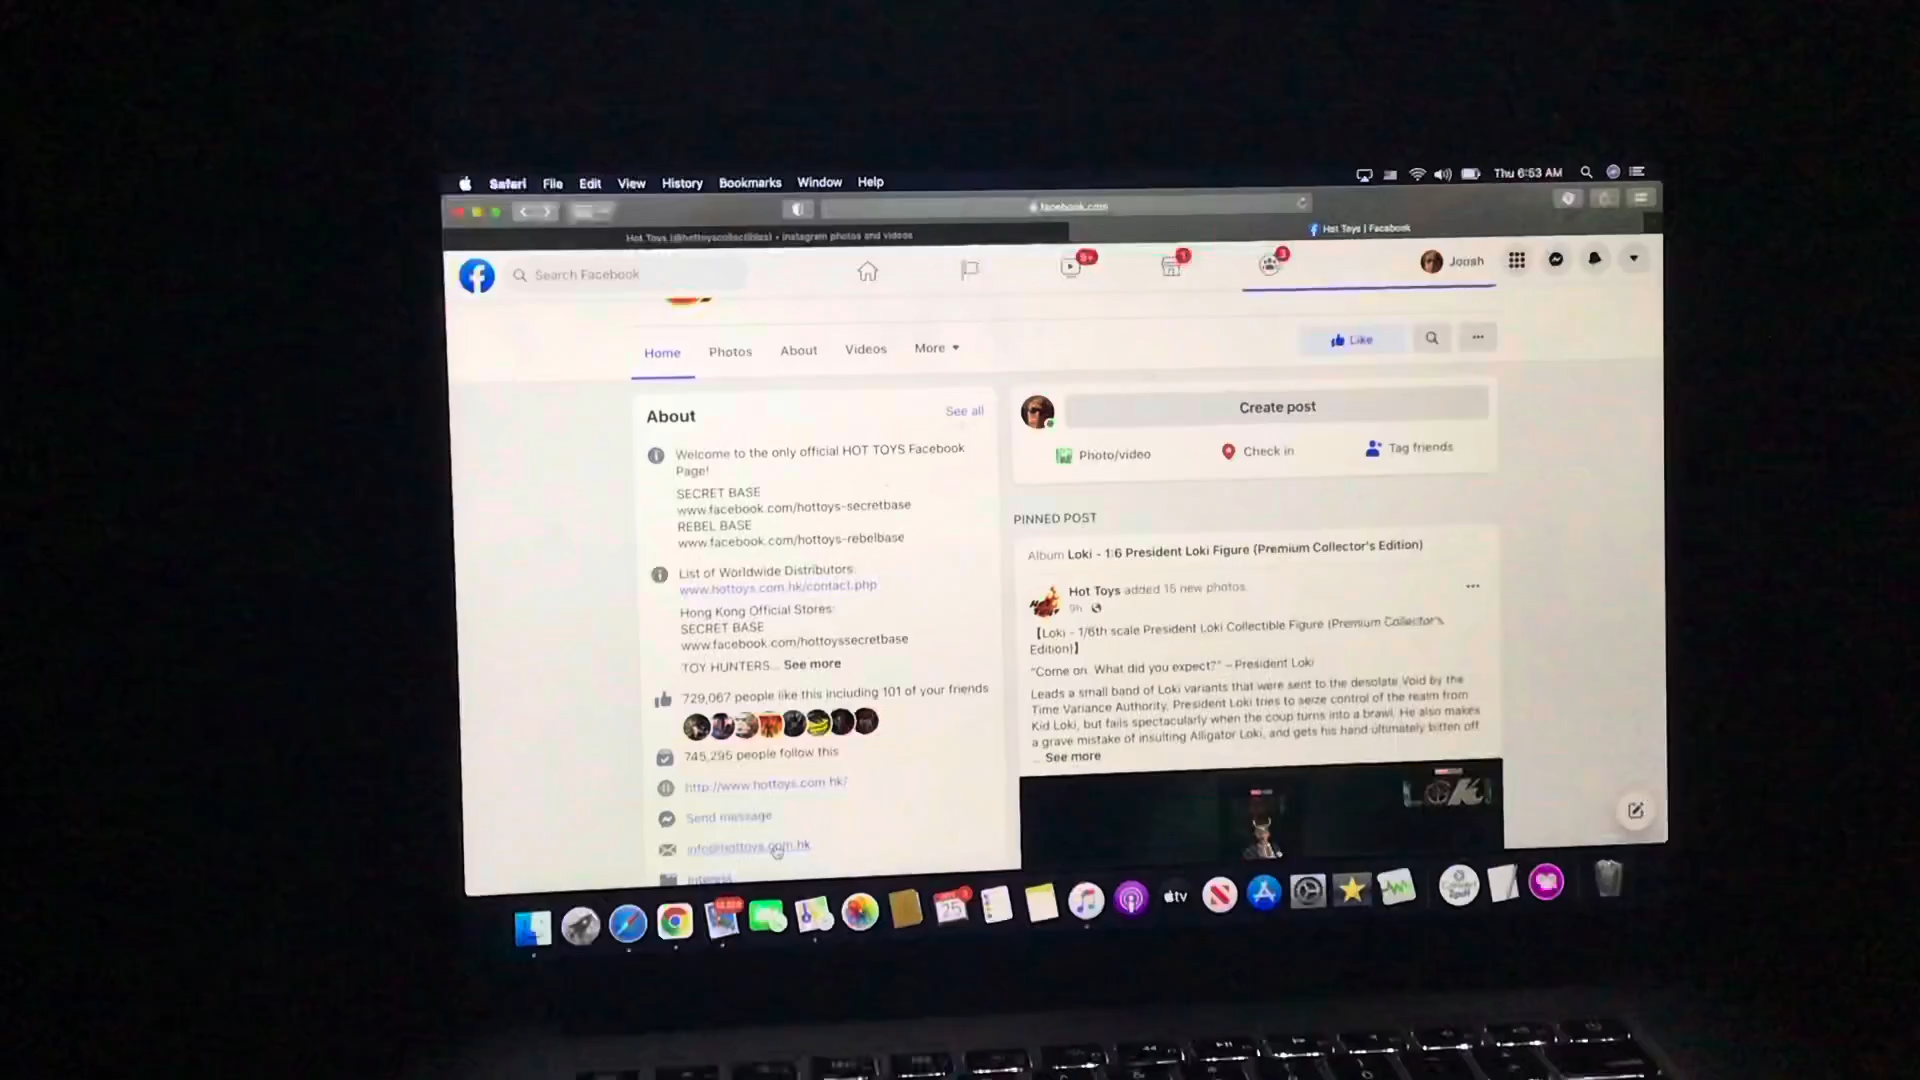 Safari File Edit View History Bookmarks Window Help
Thu 6:53 AM
facebook.com
Hot Toys (@hottoyscollectibles) • Instagram photos and videos
Hot Toys | Facebook
Search Facebook
9+
1
3
Joosh
Home Photos About Videos More
Like
About
See all
Welcome to the only official HOT TOYS Facebook
Page!
SECRET BASE
www.facebook.com/hottoys-secretbase
REBEL BASE
www.facebook.com/hottoys-rebelbase
List of Worldwide Distributors:
www.hottoys.com.hk/contact.php
Hong Kong Official Stores:
SECRET BASE
www.facebook.com/hottoyssecretbase
TOY HUNTERS... See more
729,067 people like this including 101 of your friends
745,295 people follow this
http://www.hottoys.com.hk/
Send message
info@hottoys.com.hk
Interest
Create post
Photo/video
Check in
Tag friends
PINNED POST
Album Loki - 1:6 President Loki Figure (Premium Collector's Edition)
Hot Toys added 15 new photos.
9h
【Loki - 1/6th scale President Loki Collectible Figure (Premium Collector's
Edition)】
"Come on. What did you expect?" – President Loki
Leads a small band of Loki variants that were sent to the desolate Void by the
Time Variance Authority, President Loki tries to seize control of the realm from
Kid Loki, but fails spectacularly when the coup turns into a brawl. He also makes
a grave mistake of insulting Alligator Loki, and gets his hand ultimately bitten off
... See more
LOKI
25
tv